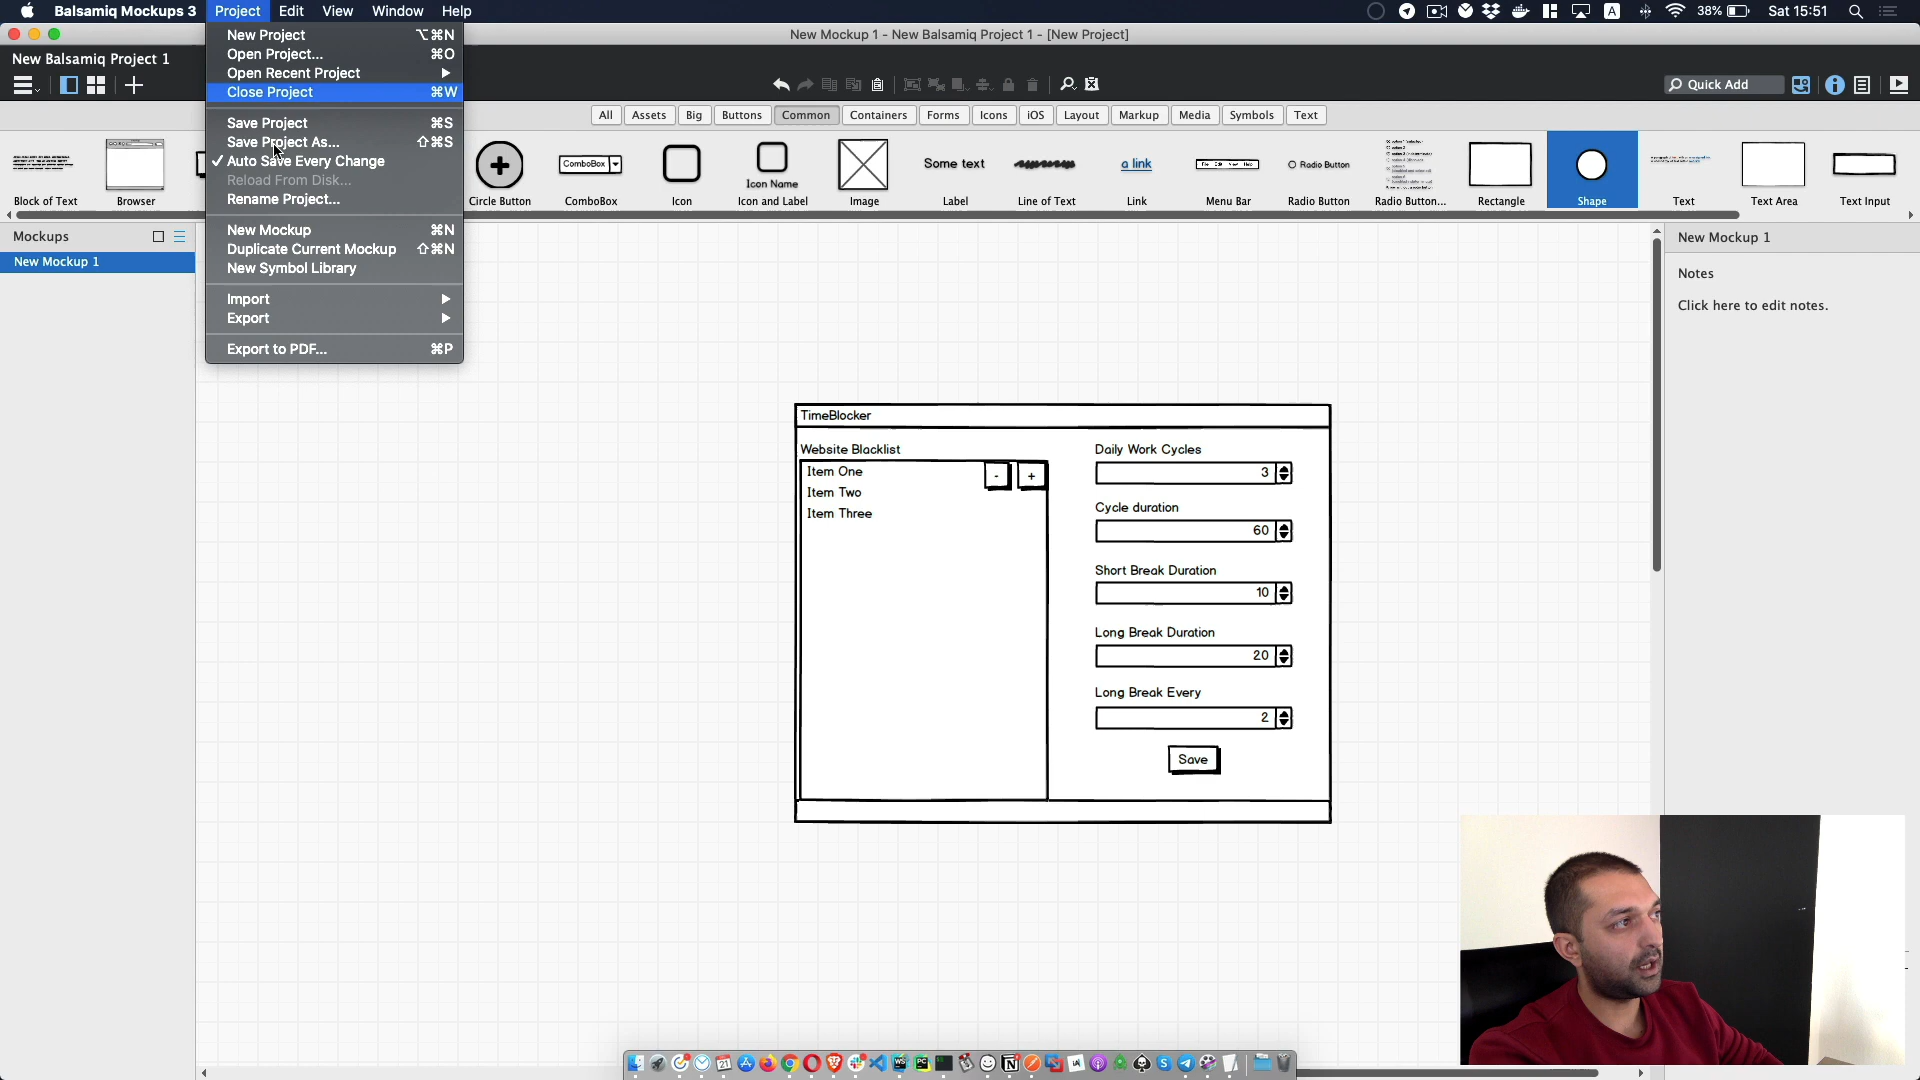 Balsamiq Mockups 3 Project Edit View Window Help
A 38% Sat 15:51
New Mockup 1 - New Balsamiq Project 1 - [New Project]
New Balsamiq Project 1
Quick Add
New Project ⌥⌘N
Open Project... ⌘O
Open Recent Project
Close Project ⌘W
Save Project ⌘S
Save Project As... ⇧⌘S
✓ Auto Save Every Change
Reload From Disk...
Rename Project...
New Mockup ⌘N
Duplicate Current Mockup ⇧⌘N
New Symbol Library
Import
Export
Export to PDF... ⌘P
All Assets Big Buttons Common Containers Forms Icons iOS Layout Markup Media Symbols Text
ComboBox
Icon Name
Some text
a link
File Edit View Help
Radio Button
Block of Text Browser Circle Button ComboBox Icon Icon and Label Image Label Line of Text Link Menu Bar Radio Button Radio Button... Rectangle Shape Text Text Area Text Input
Mockups
New Mockup 1
New Mockup 1
Notes
Click here to edit notes.
TimeBlocker
Website Blacklist
Item One - +
Item Two
Item Three
Daily Work Cycles
3
Cycle duration
60
Short Break Duration
10
Long Break Duration
20
Long Break Every
2
Save